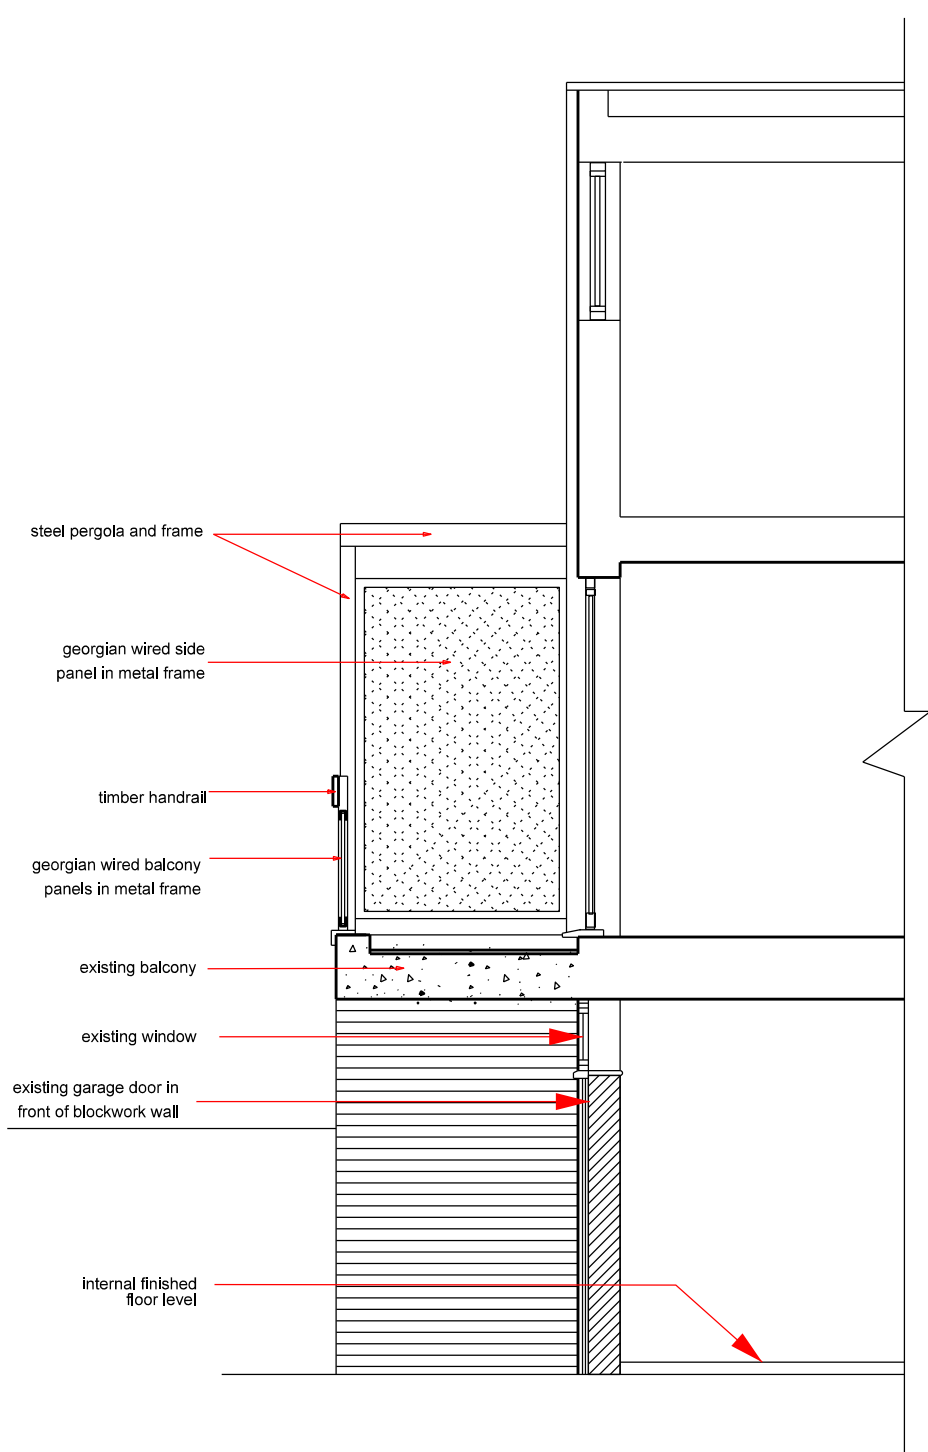 steel pergola and frame
georgian wired side
panel in metal frame
timber handrail
georgian wired balcony
panels in metal frame
existing balcony
existing window
existing garage door in
front of blockwork wall
internal finished
floor level